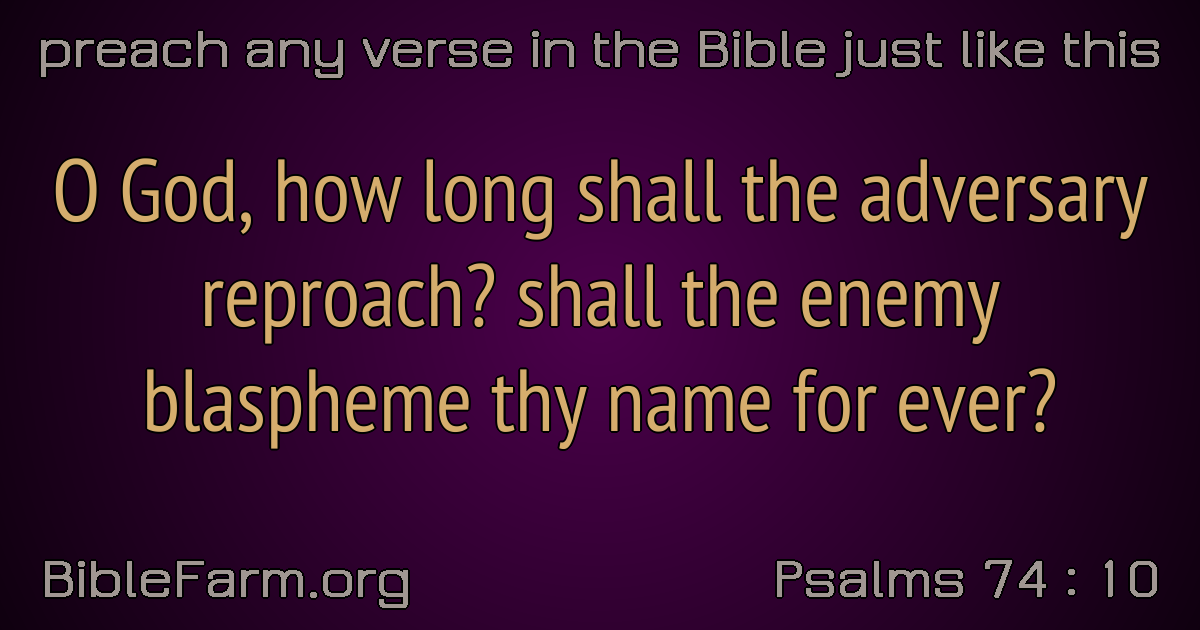 preach any verse in the Bible just like this
O God, how long shall the adversary
reproach? shall the enemy
blaspheme thy name for ever?
BibleFarm.org
Psalms 74 : 10